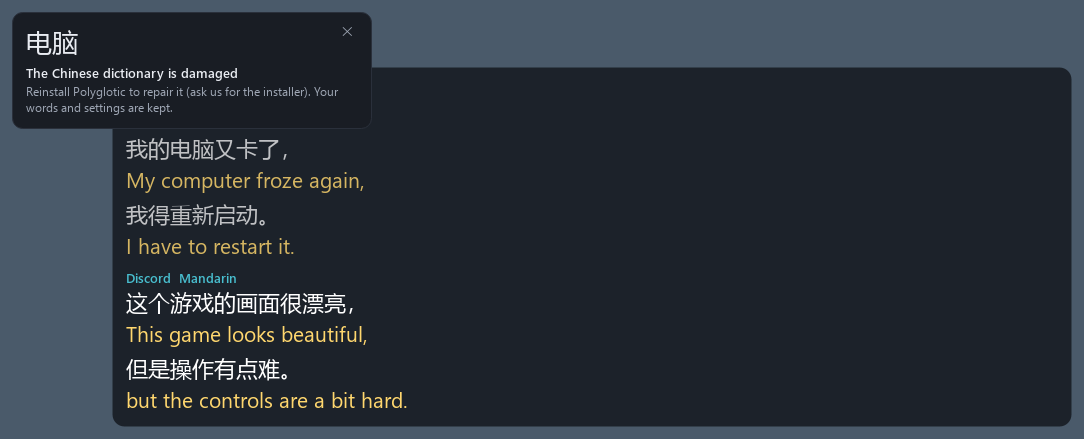 电脑
The Chinese dictionary is damaged
Reinstall Polyglotic to repair it (ask us for the installer). Your
words and settings are kept.
我的电脑又卡了，
My computer froze again,
我得重新启动。
I have to restart it.
Discord Mandarin
这个游戏的画面很漂亮，
This game looks beautiful,
但是操作有点难。
but the controls are a bit hard.